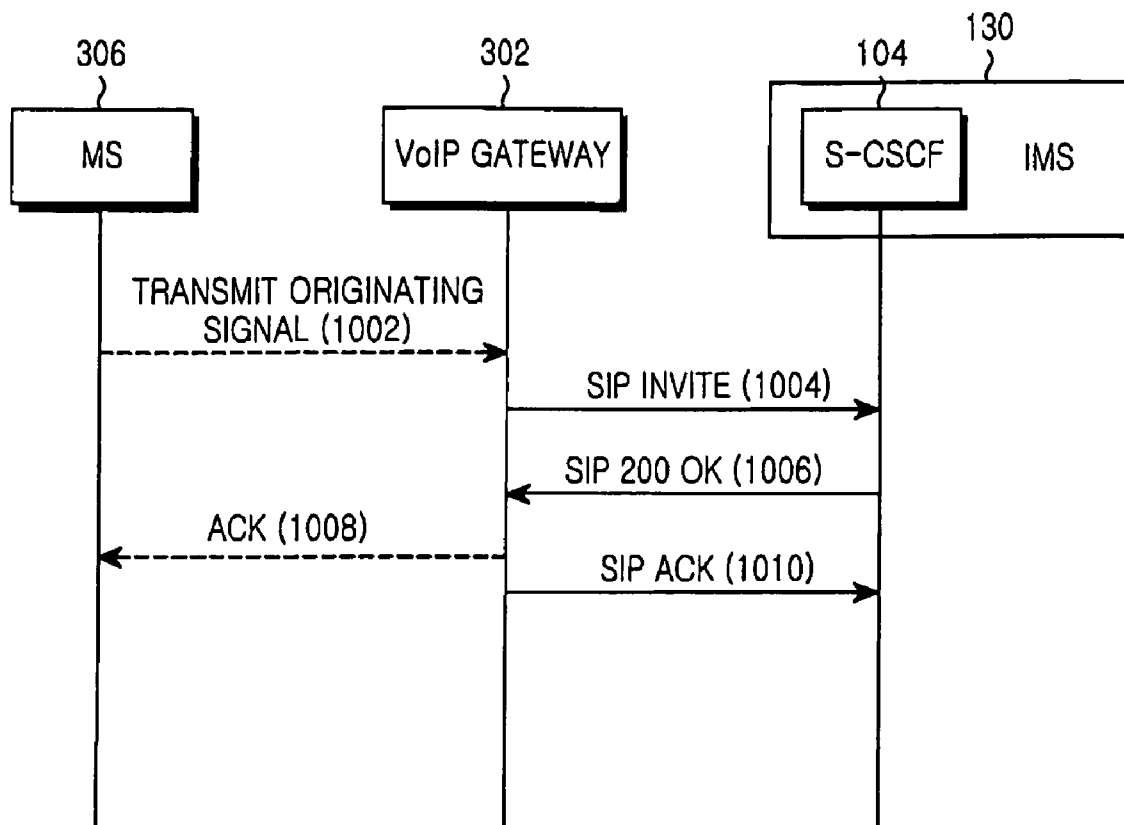 130
306
302
104
MS
VoIP GATEWAY
S-CSCF
IMS
TRANSMIT ORIGINATING
SIGNAL (1002)
SIP INVITE (1004)
SIP 200 OK (1006)
ACK (1008)
SIP ACK (1010)